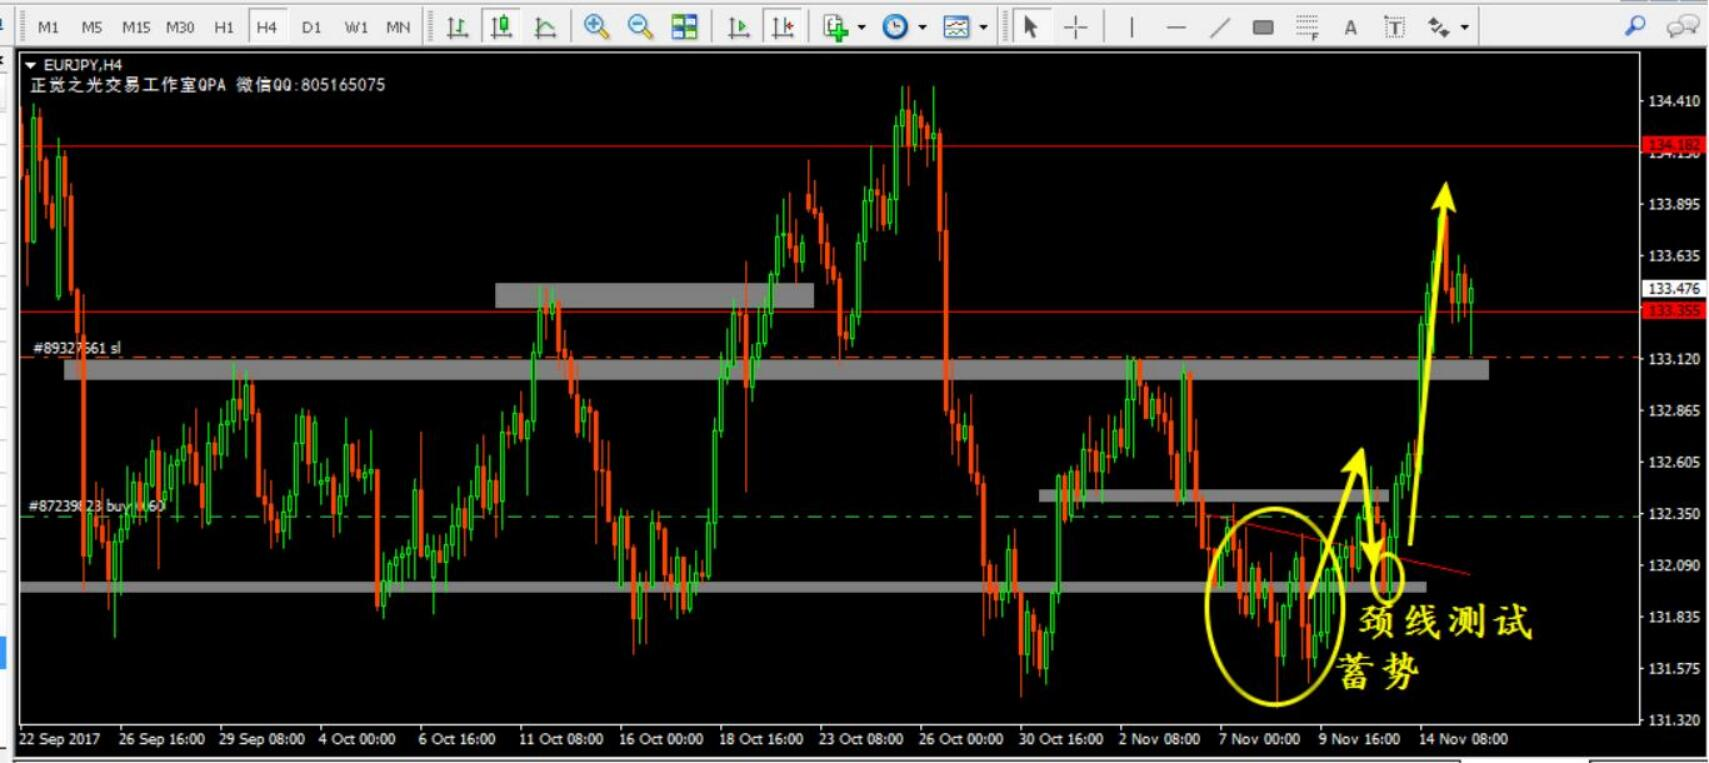 M1 M5 M15 M30 H1 H4 D1 W1 MN
EURJPY,H4
正觉之光交易工作室QPA 微信QQ:805165075
134.410
134.182
133.895
133.635
133.476
133.355
#89327661 sl
133.120
132.865
132.605
#87239823 buy 0.60
132.350
132.090
131.835
颈线测试
蓄势
131.575
131.320
22 Sep 2017 26 Sep 16:00 29 Sep 08:00 4 Oct 00:00 6 Oct 16:00 11 Oct 08:00 16 Oct 00:00 18 Oct 16:00 23 Oct 08:00 26 Oct 00:00 30 Oct 16:00 2 Nov 08:00 7 Nov 00:00 9 Nov 16:00 14 Nov 08:00